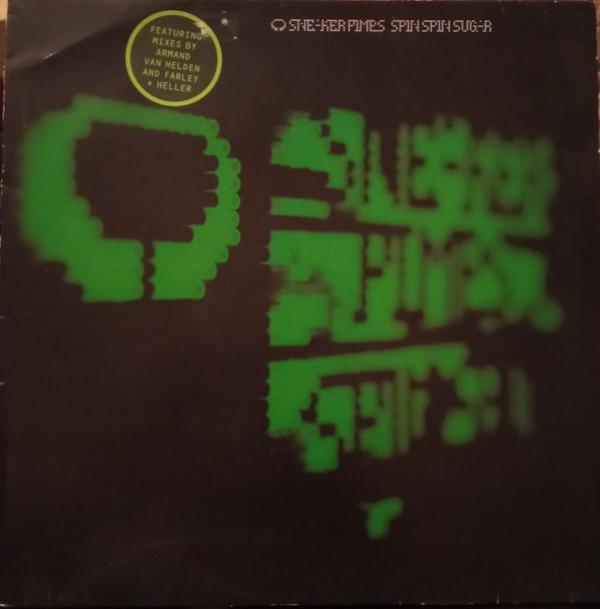 FEATURING
MIXES BY
ARMAND
VAN HELDEN
AND FARLEY
+ HELLER
SNEAKER PIMPS SPIN SPIN SUGAR